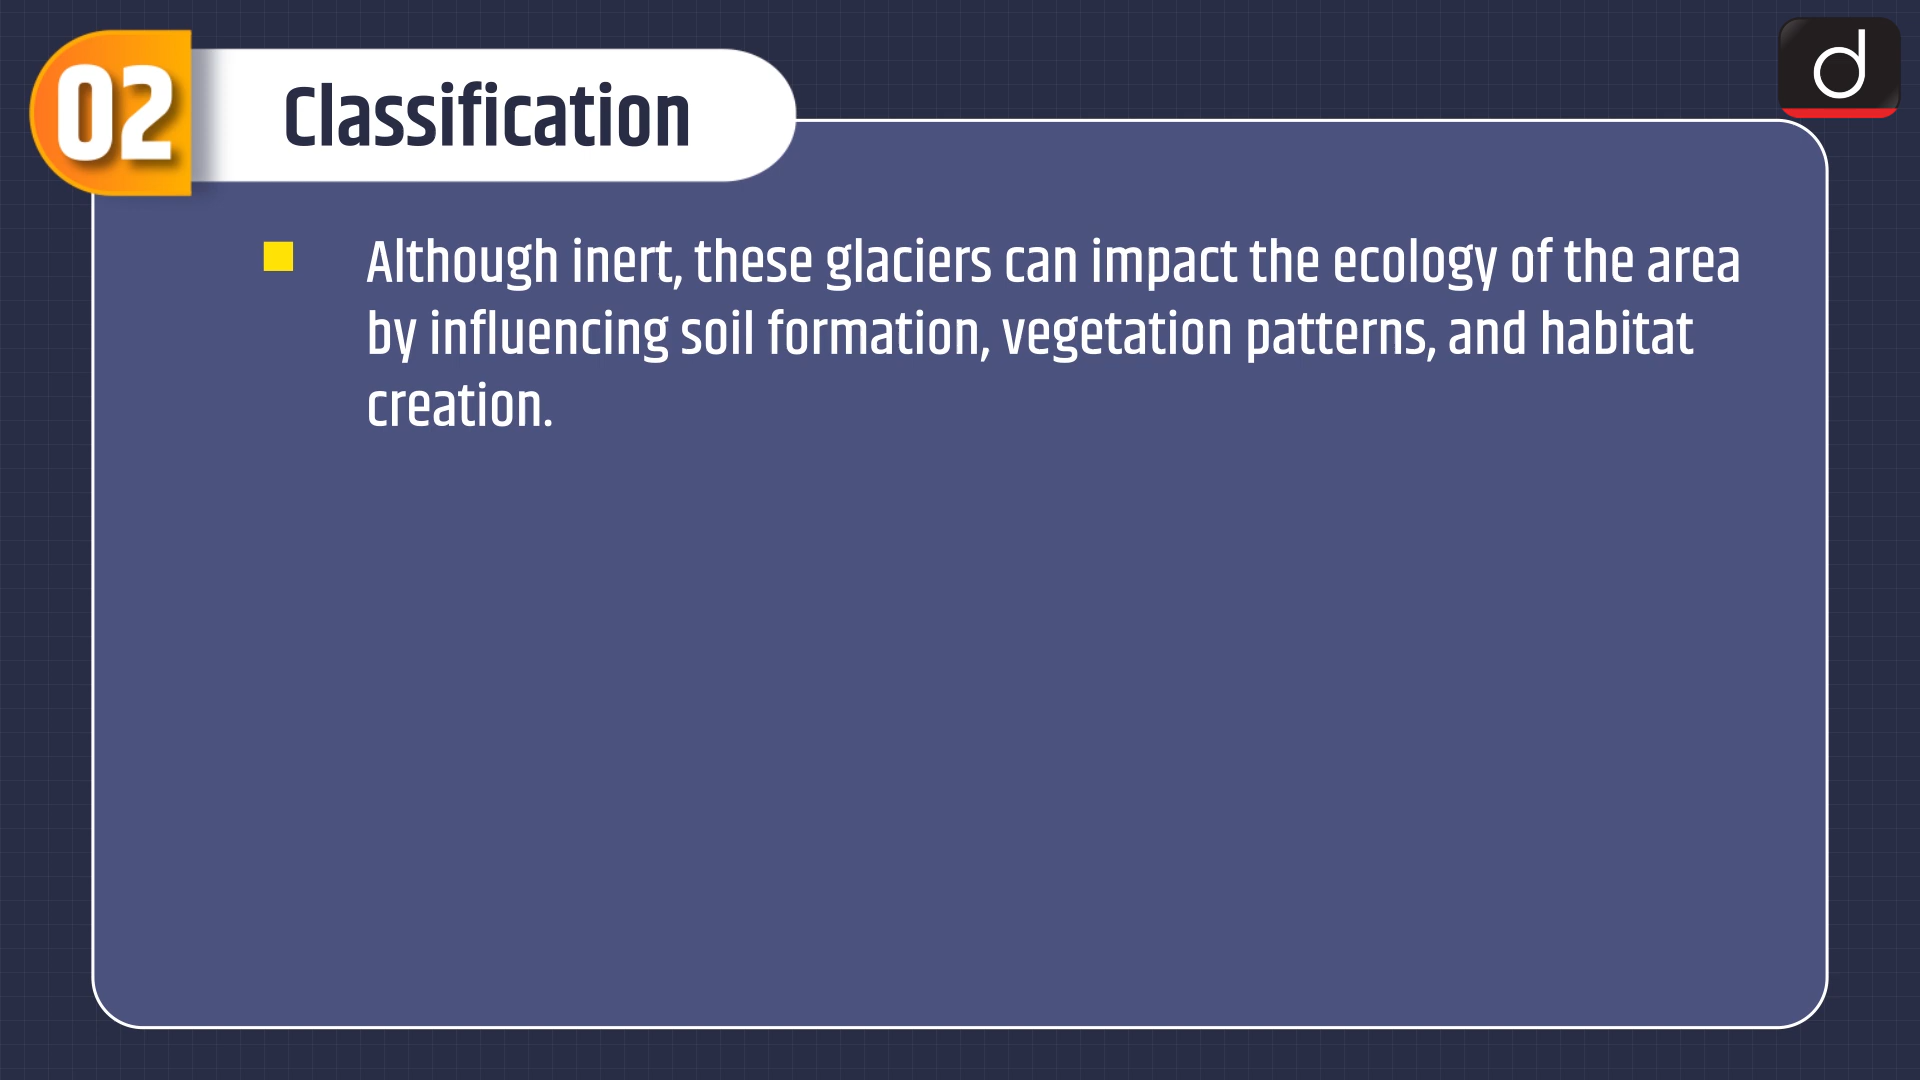 02
Classification
d
Although inert, these glaciers can impact the ecology of the area
by influencing soil formation, vegetation patterns, and habitat
creation.